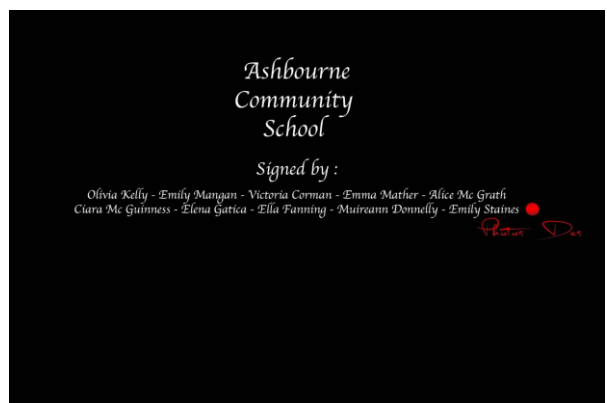 Ashbourne
Community
School
Signed by :
Olivia Kelly - Emily Mangan - Victoria Corman - Emma Mather - Alice Mc Grath
Ciara Mc Guinness - Elena Gatica - Ella Fanning - Muireann Donnelly - Emily Staines
Photos Des